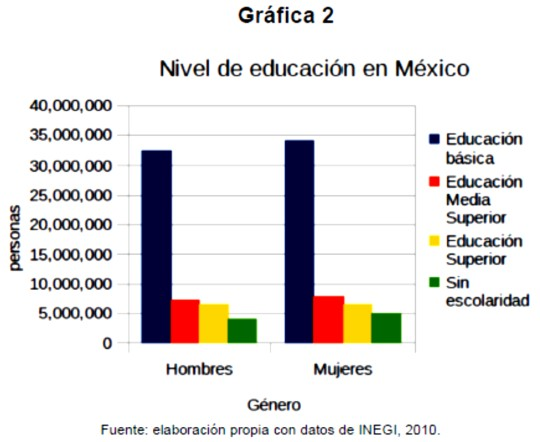 Gráfica 2
Nivel de educación en México
40,000,000
35,000,000
30,000,000
25,000,000
20,000,000
15,000,000
10,000,000
5,000,000
0
personas
Hombres
Mujeres
Género
Educación
básica
Educación
Media
Superior
Educación
Superior
Sin
escolaridad
Fuente: elaboración propia con datos de INEGI, 2010.